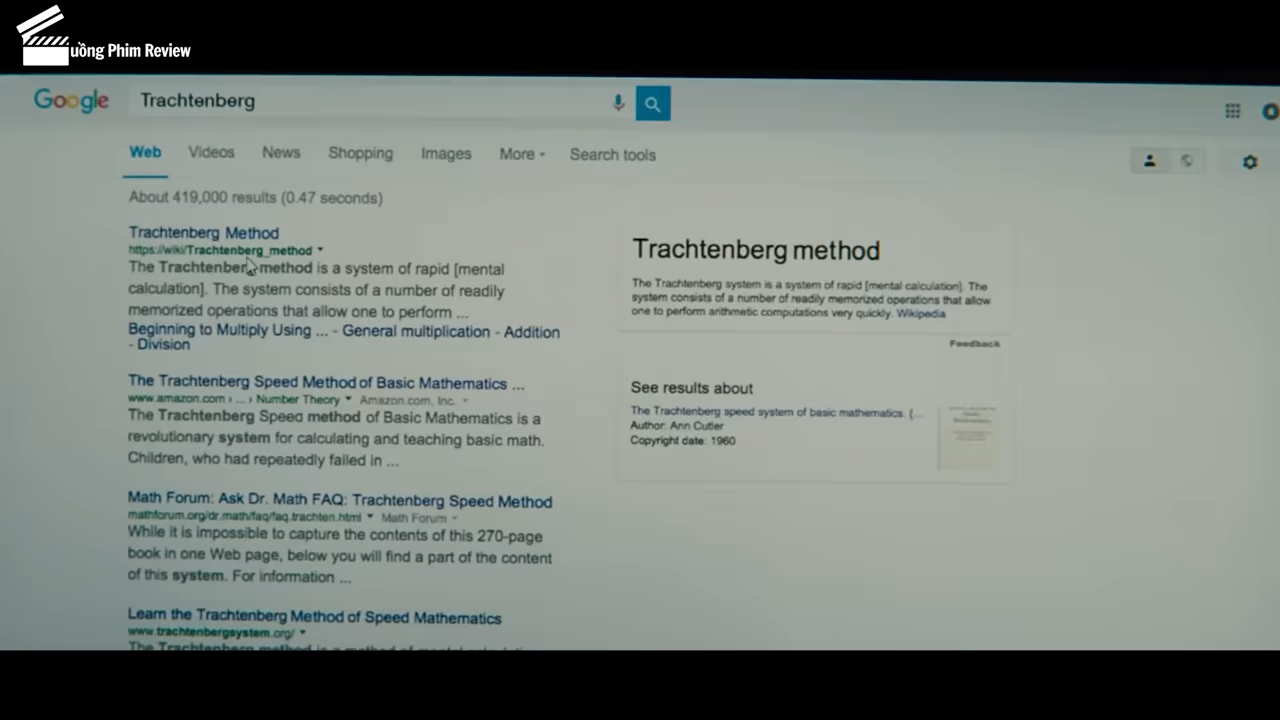 uồng Phim Review
Google
Trachtenberg
Web Videos News Shopping Images More Search tools
About 419,000 results (0.47 seconds)
Trachtenberg Method
https://wiki/Trachtenberg_method
The Trachtenberg method is a system of rapid [mental
calculation]. The system consists of a number of readily
memorized operations that allow one to perform ...
Beginning to Multiply Using ... - General multiplication - Addition
- Division
The Trachtenberg Speed Method of Basic Mathematics ...
www.amazon.com › ... › Number Theory Amazon.com, Inc.
The Trachtenberg Speed method of Basic Mathematics is a
revolutionary system for calculating and teaching basic math.
Children, who had repeatedly failed in ...
Math Forum: Ask Dr. Math FAQ: Trachtenberg Speed Method
mathforum.org/dr.math/faq/faq.trachten.html Math Forum
While it is impossible to capture the contents of this 270-page
book in one Web page, below you will find a part of the content
of this system. For information ...
Learn the Trachtenberg Method of Speed Mathematics
www.trachtenbergsystem.org/
The Trachtenberg method is a method of mental
Trachtenberg method
The Trachtenberg system is a system of rapid [mental calculation]. The
system consists of a number of readily memorized operations that allow
one to perform arithmetic computations very quickly. Wikipedia
Feedback
See results about
The Trachtenberg speed system of basic mathematics. (...
Author: Ann Cutler
Copyright date: 1960